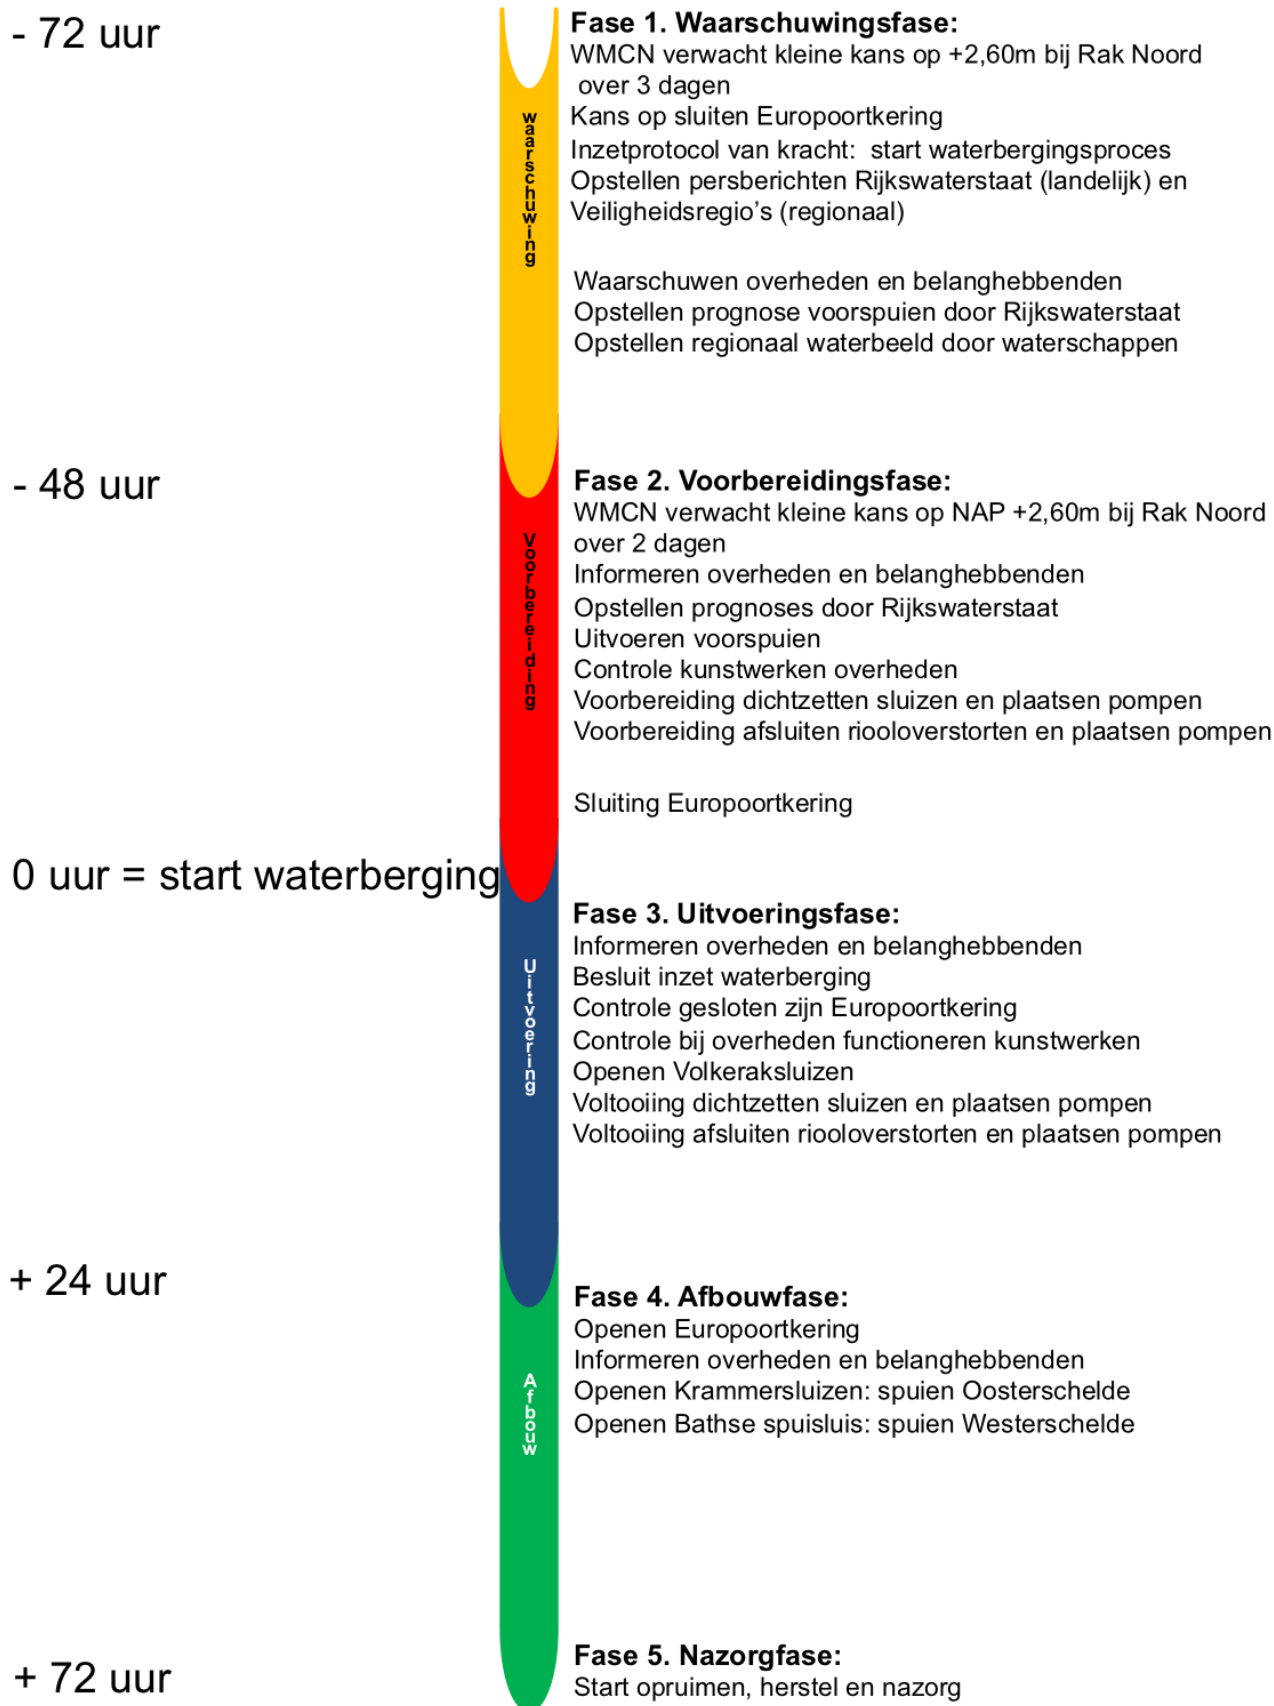 - 72 uur
Fase 1. Waarschuwingsfase:
WMCN verwacht kleine kans op +2,60m bij Rak Noord
over 3 dagen
Kans op sluiten Europoortkering
Inzetprotocol van kracht:  start waterbergingsproces
Opstellen persberichten Rijkswaterstaat (landelijk) en
Veiligheidsregio's (regionaal)
waarschuwing
Waarschuwen overheden en belanghebbenden
Opstellen prognose voorspuien door Rijkswaterstaat
Opstellen regionaal waterbeeld door waterschappen
- 48 uur
Fase 2. Voorbereidingsfase:
WMCN verwacht kleine kans op NAP +2,60m bij Rak Noord
over 2 dagen
Informeren overheden en belanghebbenden
Opstellen prognoses door Rijkswaterstaat
Uitvoeren voorspuien
Controle kunstwerken overheden
Voorbereiding dichtzetten sluizen en plaatsen pompen
Voorbereiding afsluiten riooloverstorten en plaatsen pompen
Voorbereiding
Sluiting Europoortkering
0 uur = start waterberging
Fase 3. Uitvoeringsfase:
Informeren overheden en belanghebbenden
Besluit inzet waterberging
Controle gesloten zijn Europoortkering
Controle bij overheden functioneren kunstwerken
Openen Volkeraksluizen
Voltooiing dichtzetten sluizen en plaatsen pompen
Voltooiing afsluiten riooloverstorten en plaatsen pompen
Uitvoering
+ 24 uur
Fase 4. Afbouwfase:
Openen Europoortkering
Informeren overheden en belanghebbenden
Openen Krammersluizen: spuien Oosterschelde
Openen Bathse spuisluis: spuien Westerschelde
Afbouw
+ 72 uur
Fase 5. Nazorgfase:
Start opruimen, herstel en nazorg